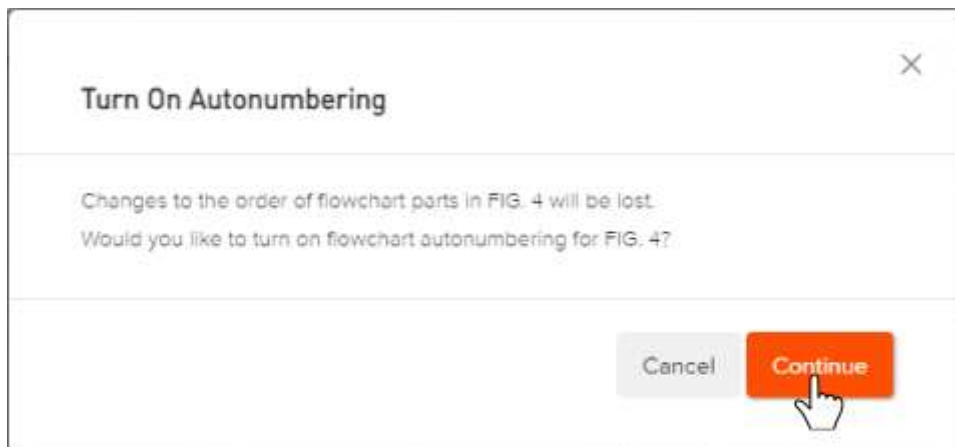 Turn On Autonumbering
Changes to the order of flowchart parts in FIG. 4 will be lost.
Would you like to turn on flowchart autonumbering for FIG. 4?
Cancel
Continue